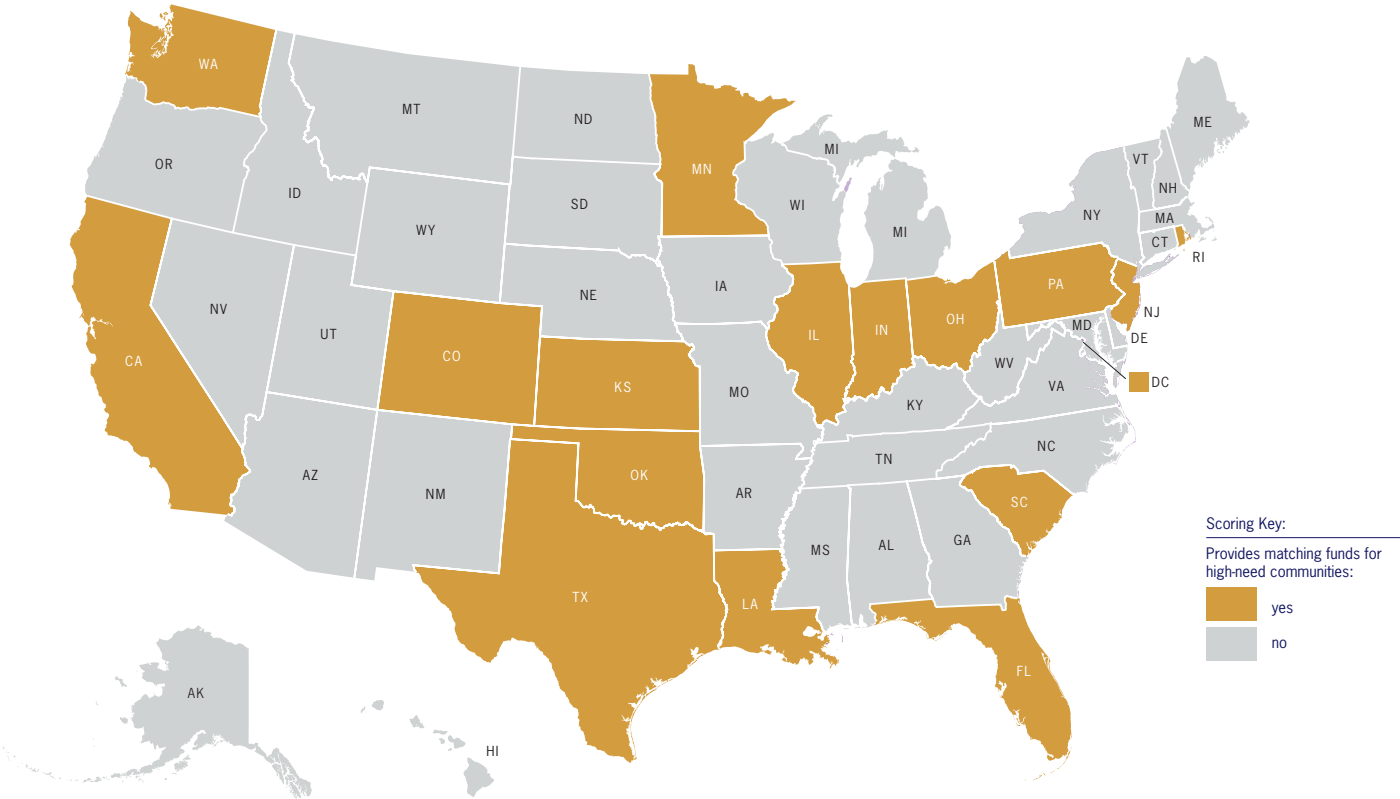 WA
MT
ND
MN
ME
OR
ID
SD
WI
MI
MI
VT
NH
NY
MA
CT
RI
WY
IA
NE
PA
NJ
NV
UT
CO
IL
IN
OH
MD
DE
CA
KS
MO
WV
VA
DC
KY
AZ
NM
OK
AR
TN
NC
SC
MS
AL
GA
TX
LA
FL
AK
HI
Scoring Key:
Provides matching funds for
high-need communities:
yes
no